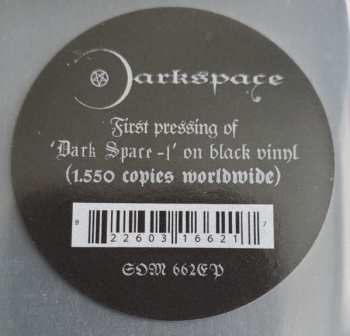 Darkspace
First pressing of
'Dark Space -I' on black vinyl
(1.550 copies worldwide)
8 22603 16621 7
SOM 662EP